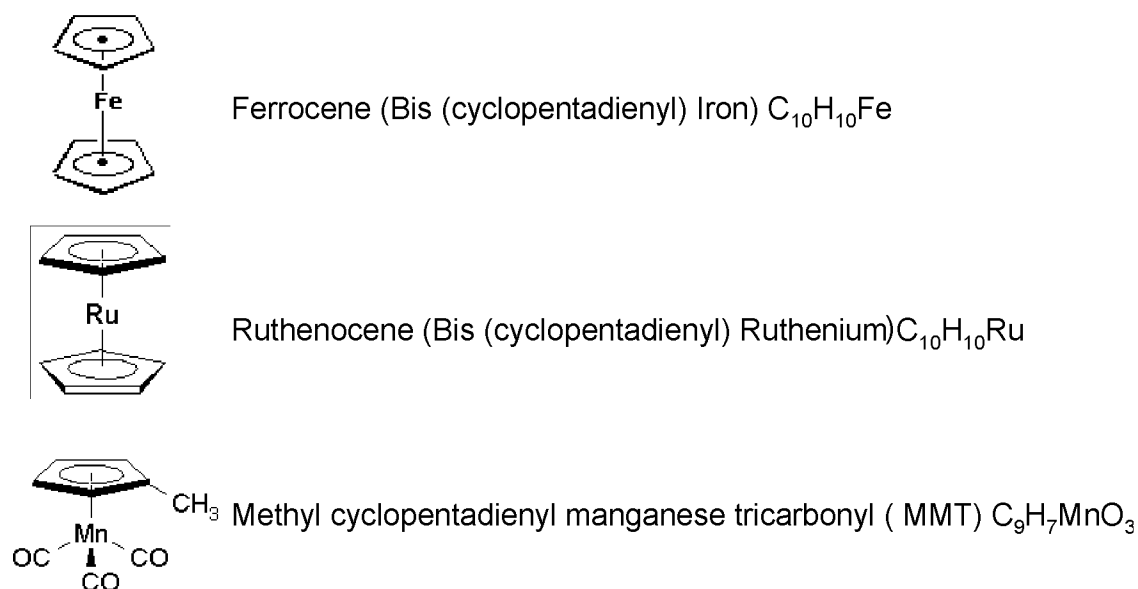 Fe
Ferrocene (Bis (cyclopentadienyl) Iron) C₁₀H₁₀Fe
Ru
Ruthenocene (Bis (cyclopentadienyl) Ruthenium)C₁₀H₁₀Ru
CH₃
Methyl cyclopentadienyl manganese tricarbonyl ( MMT) C₉H₇MnO₃
Mn
OC CO
CO